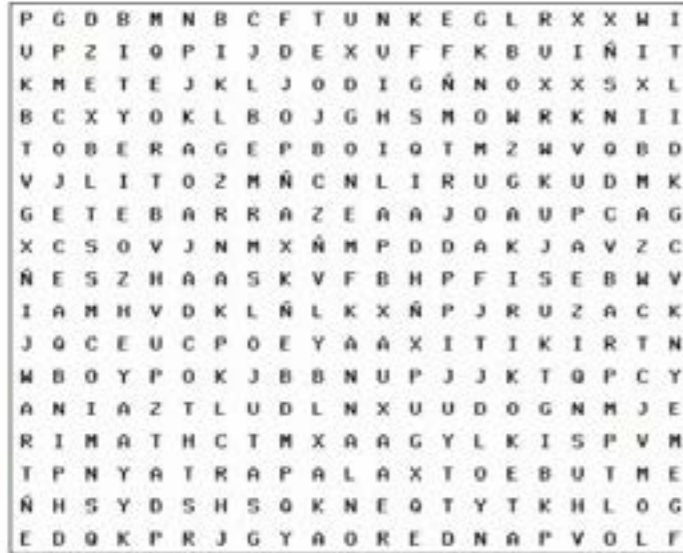 P G D B M N B C F T U N K E G L R X X W I
U P Z I Q P I J D E X U F F K B U I Ñ I T
K M E T E J K L J O D I G Ñ N O X X S X L
B C X Y O K L B O J G H S M O W R K N I I
T O B E R A G E P B O I Q T M Z W V Q B D
V J L I T O Z M Ñ C N L I R U G K U D M K
G E T E B A R R A Z E A A J O A U P C A G
X C S O V J N M X Ñ M P D D A K J A V Z C
Ñ E S Z H A A S K V F B H P F I S E B W V
I A M H V D K L Ñ L K X Ñ P J R U Z A C K
J Q C E U C P O E Y A A X I T I K I R T N
W B O Y P O K J B B N U P J J K T Q P C Y
A N I A Z T L U D L N X U U D O G N M J E
R I M A T H C T M X A A G Y L K I S P V M
T P N Y A T R A P A L A X T O E B U T M E
Ñ H S Y D S H S Q K N E Q T Y T K H L O G
E D Q K P R J G Y A O R E D N A P V O L F